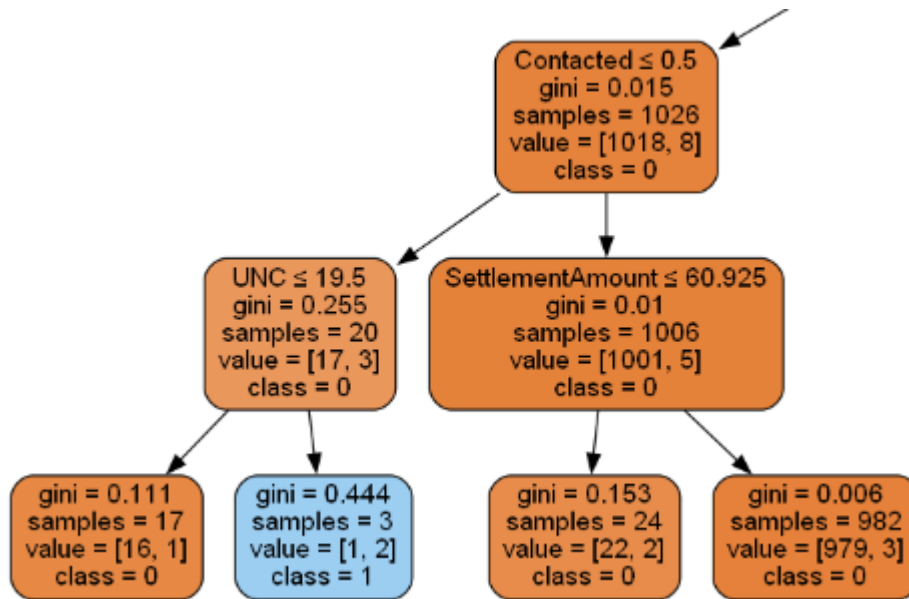 Contacted ≤ 0.5
gini = 0.015
samples = 1026
value = [1018, 8]
class = 0
UNC ≤ 19.5
gini = 0.255
samples = 20
value = [17, 3]
class = 0
SettlementAmount ≤ 60.925
gini = 0.01
samples = 1006
value = [1001, 5]
class = 0
gini = 0.111
samples = 17
value = [16, 1]
class = 0
gini = 0.444
samples = 3
value = [1, 2]
class = 1
gini = 0.153
samples = 24
value = [22, 2]
class = 0
gini = 0.006
samples = 982
value = [979, 3]
class = 0